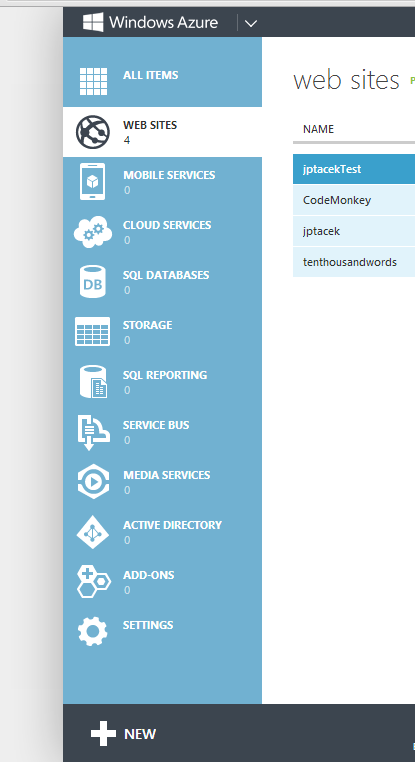 Windows Azure
ALL ITEMS
WEB SITES
4
MOBILE SERVICES
0
CLOUD SERVICES
0
SQL DATABASES
0
DB
STORAGE
0
SQL REPORTING
0
SERVICE BUS
0
MEDIA SERVICES
0
ACTIVE DIRECTORY
0
ADD-ONS
0
SETTINGS
NEW
web sites
NAME
jptacekTest
CodeMonkey
jptacek
tenthousandwords